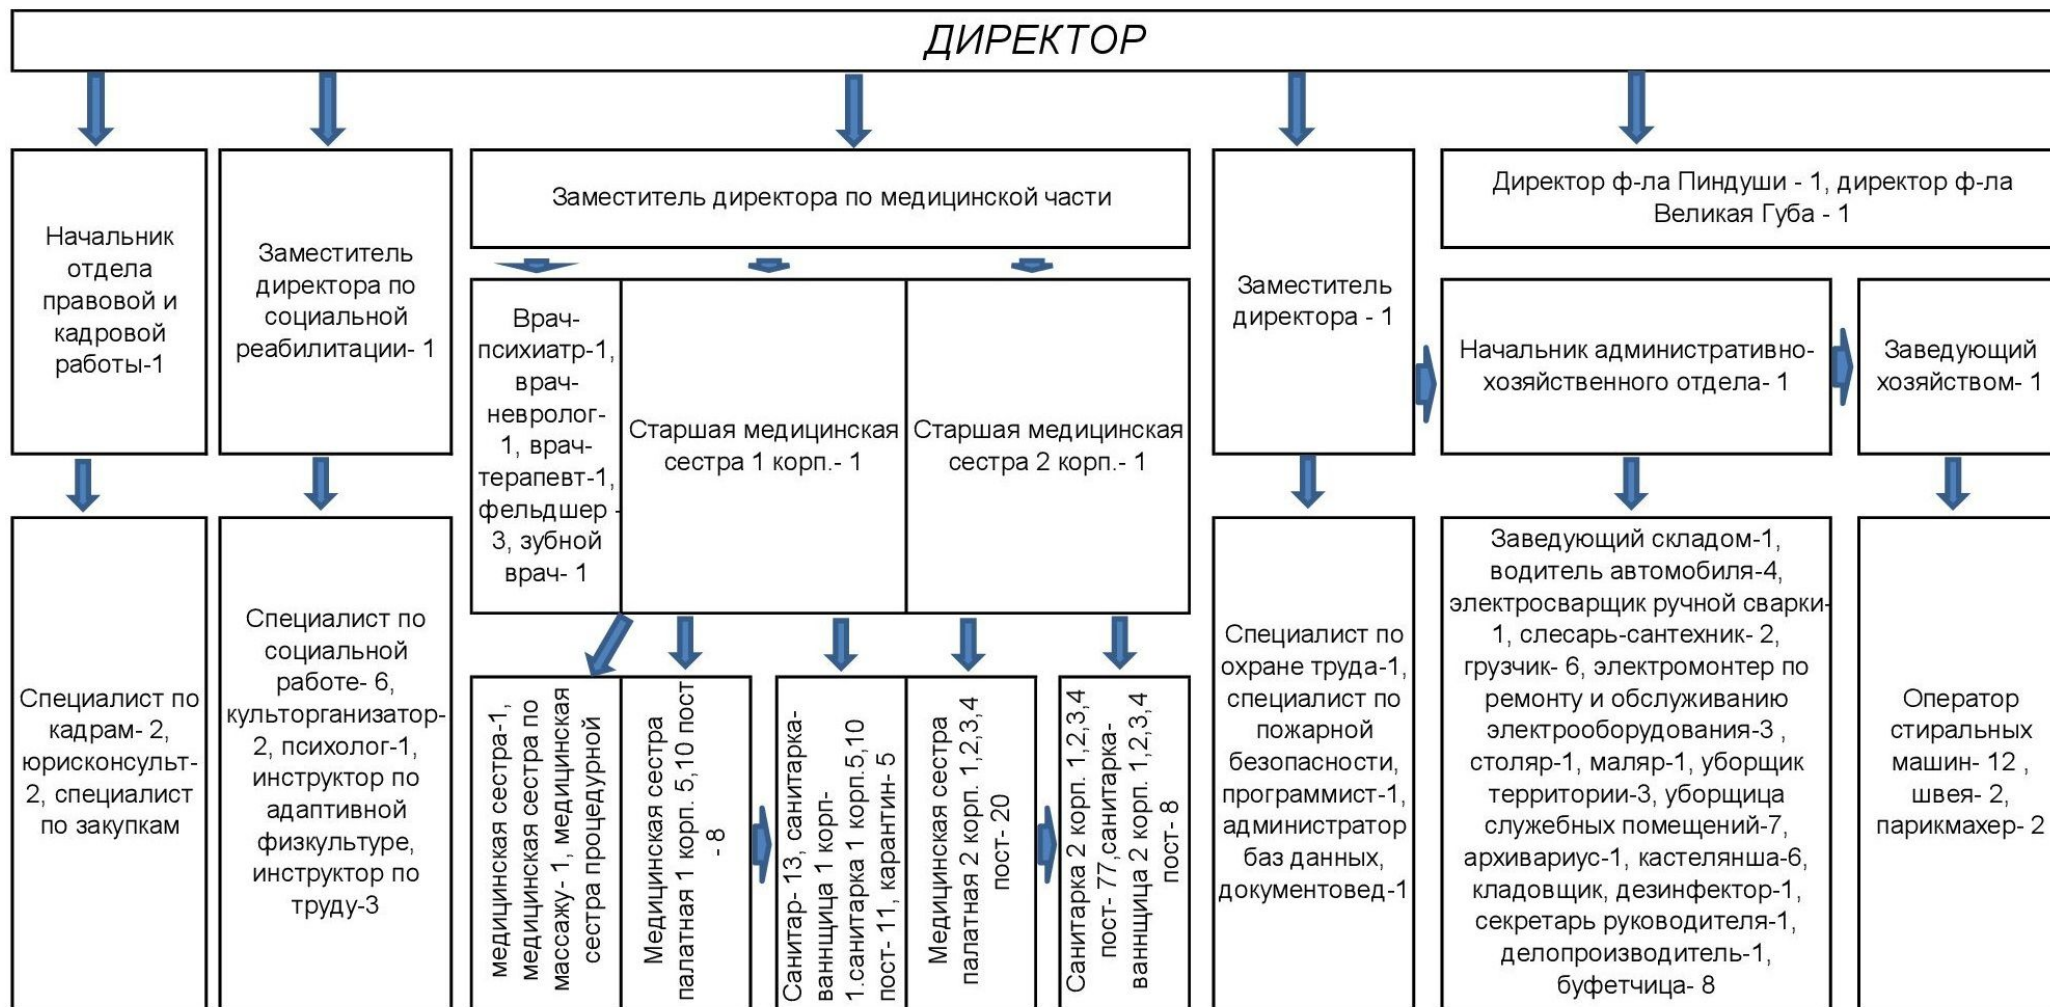 ДИРЕКТОР
Начальник
отдела
правовой и
кадровой
работы-1
Заместитель
директора по
социальной
реабилитации- 1
Заместитель директора по медицинской части
Заместитель
директора - 1
Директор ф-ла Пиндуши - 1, директор ф-ла
Великая Губа - 1
Врач-
психиатр-1,
врач-
невролог-
1, врач-
терапевт-1,
фельдшер -
3, зубной
врач- 1
Старшая медицинская
сестра 1 корп.- 1
Старшая медицинская
сестра 2 корп.- 1
Начальник административно-
хозяйственного отдела- 1
Заведующий
хозяйством- 1
Специалист по
кадрам- 2,
юрисконсульт-
2, специалист
по закупкам
Специалист по
социальной
работе- 6,
культорганизатор-
2, психолог-1,
инструктор по
адаптивной
физкультуре,
инструктор по
труду-3
медицинская сестра-1,
медицинская сестра по
массажу- 1, медицинская
сестра процедурной
Медицинская сестра
палатная 1 корп. 5,10 пост
- 8
Санитар- 13, санитарка-
ваннщица 1 корп-
1.санитарка 1 корп.5,10
пост- 11, карантин- 5
Медицинская сестра
палатная 2 корп. 1,2,3,4
пост- 20
Санитарка 2 корп. 1,2,3,4
пост- 77,санитарка-
ваннщица 2 корп. 1,2,3,4
пост- 8
Специалист по
охране труда-1,
специалист по
пожарной
безопасности,
программист-1,
администратор
баз данных,
документовед-1
Заведующий складом-1,
водитель автомобиля-4,
электросварщик ручной сварки-
1, слесарь-сантехник- 2,
грузчик- 6, электромонтер по
ремонту и обслуживанию
электрооборудования-3 ,
столяр-1, маляр-1, уборщик
территории-3, уборщица
служебных помещений-7,
архивариус-1, кастелянша-6,
кладовщик, дезинфектор-1,
секретарь руководителя-1,
делопроизводитель-1,
буфетчица- 8
Оператор
стиральных
машин- 12 ,
швея- 2,
парикмахер- 2